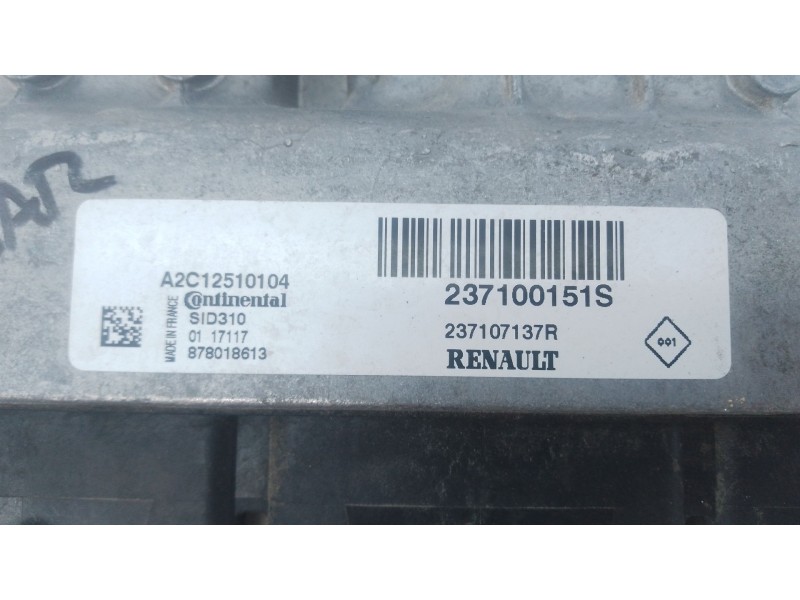 A2C12510104
Continental
MADE IN FRANCE
SID310
01 17117
878018613
237100151S
237107137R
RENAULT
001